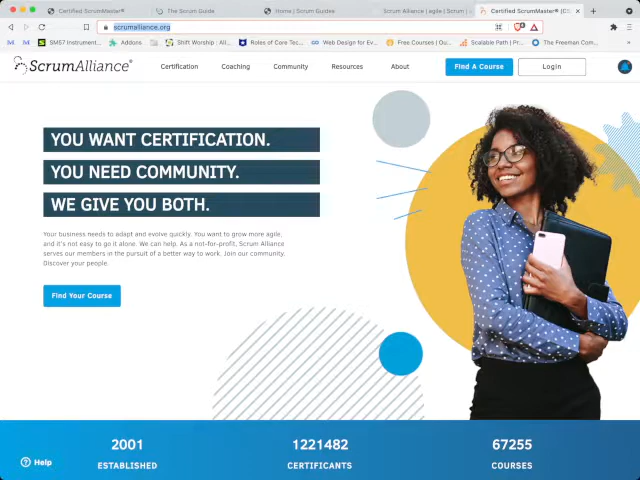 Certified ScrumMaster®
The Scrum Guide
Home | Scrum Guides
Scrum Alliance | agile | Scrum |
Certified ScrumMaster® (CS
scrumalliance.org
SM57 Instrument...
Addons
Shift Worship : All...
Roles of Core Tec...
Web Design for Ev...
Free Courses | Qu...
Scalable Path | Pr...
The Freeman Com...
ScrumAlliance®
Certification
Coaching
Community
Resources
About
Find A Course
Login
YOU WANT CERTIFICATION.
YOU NEED COMMUNITY.
WE GIVE YOU BOTH.
Your business needs to adapt and evolve quickly. You want to grow more agile,
and it's not easy to go it alone. We can help. As a not-for-profit, Scrum Alliance
serves our members in the pursuit of a better way to work. Join our community.
Discover your people.
Find Your Course
2001
1221482
67255
Help
ESTABLISHED
CERTIFICANTS
COURSES